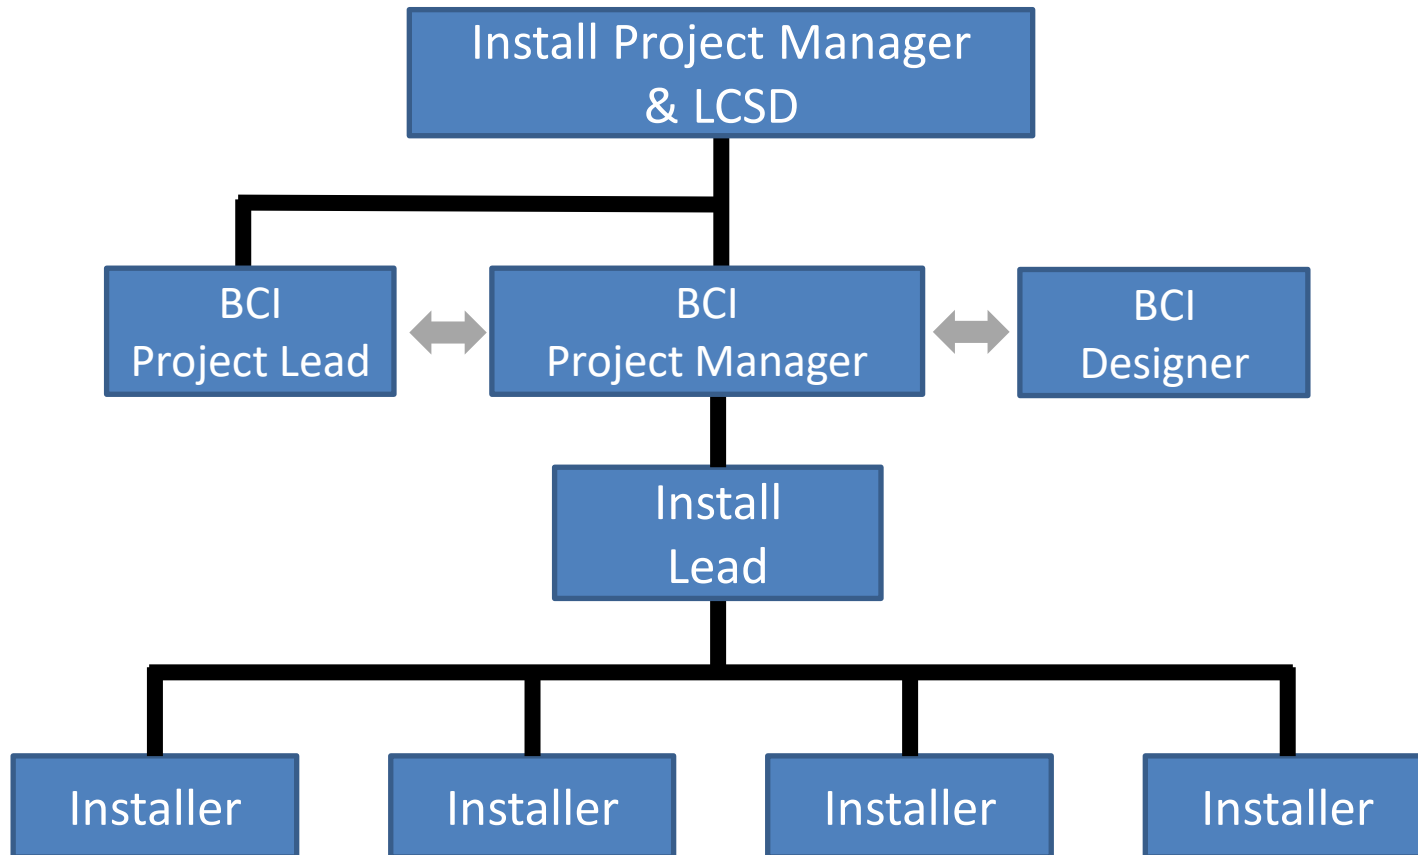 Install Project Manager
& LCSD
BCI
Project Lead
BCI
Project Manager
BCI
Designer
Install
Lead
Installer
Installer
Installer
Installer